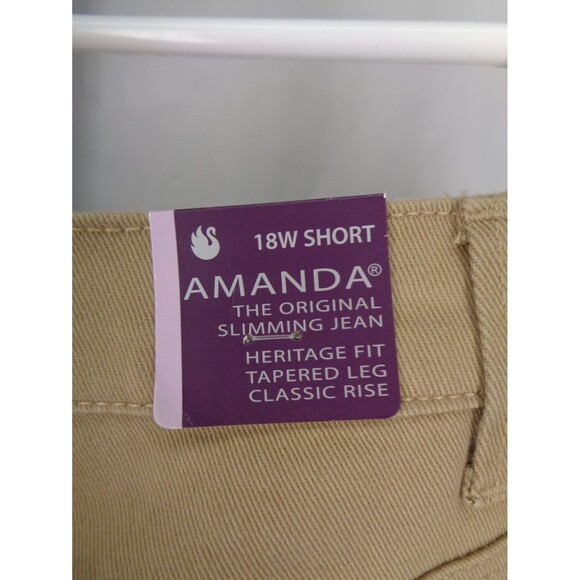 18W SHORT
AMANDA®
THE ORIGINAL
SLIMMING JEAN
HERITAGE FIT
TAPERED LEG
CLASSIC RISE